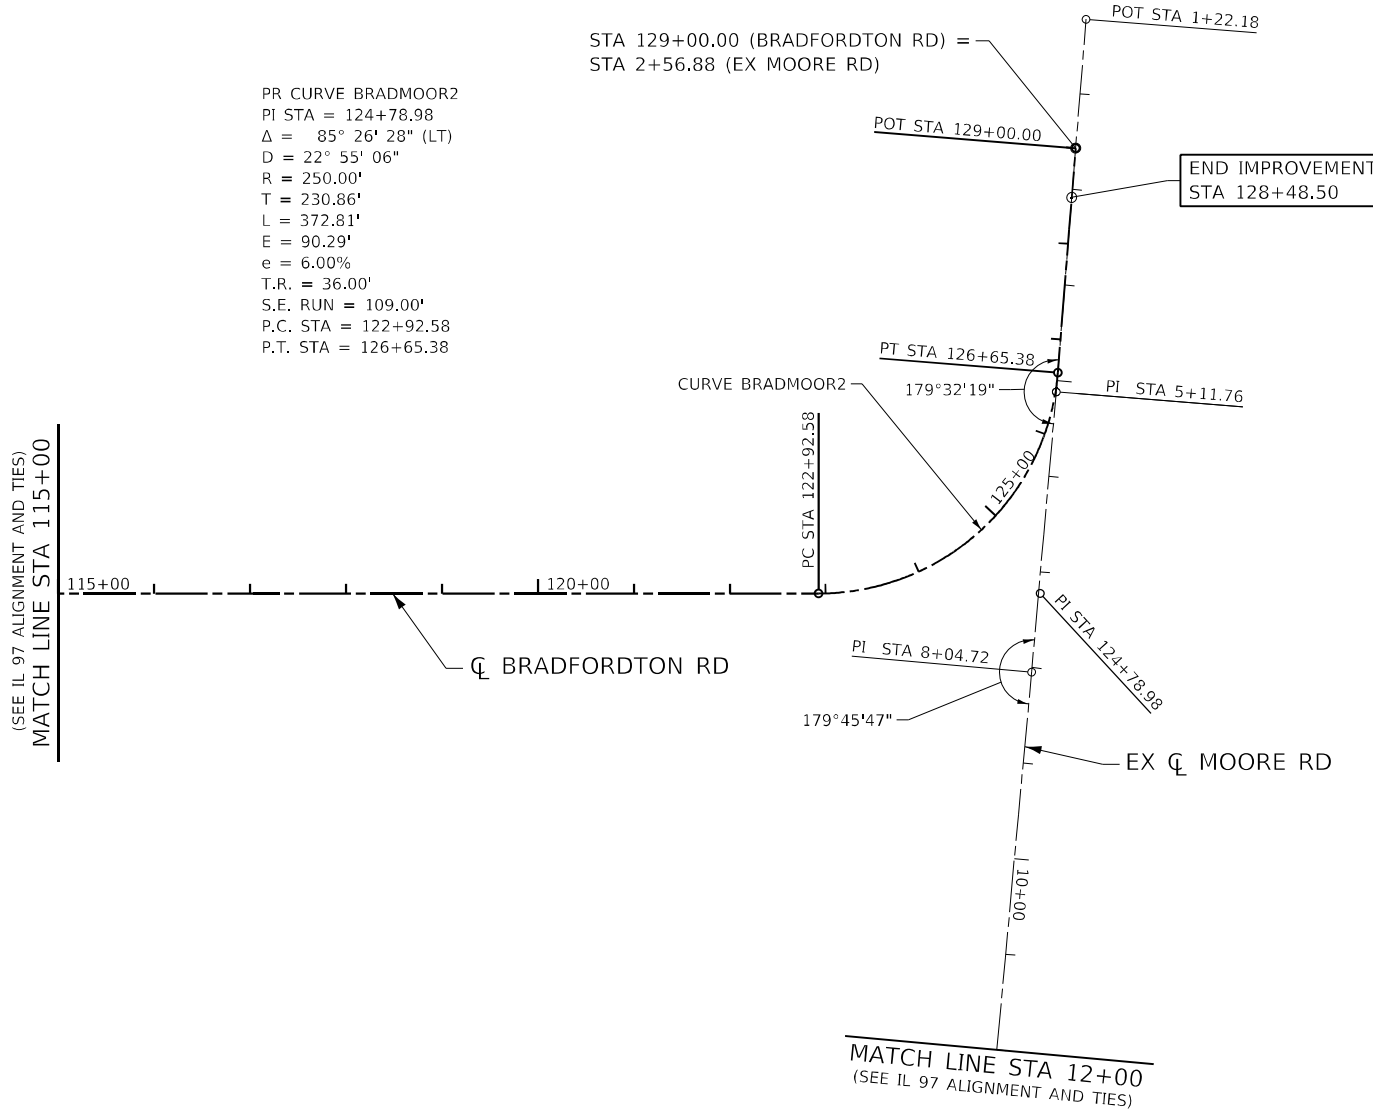 POT STA 1+22.18
STA 129+00.00 (BRADFORDTON RD) =
STA 2+56.88 (EX MOORE RD)
PR CURVE BRADMOOR2
PI STA = 124+78.98
Δ = 85° 26' 28" (LT)
D = 22° 55' 06"
R = 250.00'
T = 230.86'
L = 372.81'
E = 90.29'
e = 6.00%
T.R. = 36.00'
S.E. RUN = 109.00'
P.C. STA = 122+92.58
P.T. STA = 126+65.38
POT STA 129+00.00
END IMPROVEMENT
STA 128+48.50
PT STA 126+65.38
CURVE BRADMOOR2
179°32'19"
PI STA 5+11.76
PC STA 122+92.58
125+00
(SEE IL 97 ALIGNMENT AND TIES)
MATCH LINE STA 115+00
115+00
120+00
℄ BRADFORDTON RD
PI STA 124+78.98
PI STA 8+04.72
179°45'47"
EX ℄ MOORE RD
10+00
MATCH LINE STA 12+00
(SEE IL 97 ALIGNMENT AND TIES)